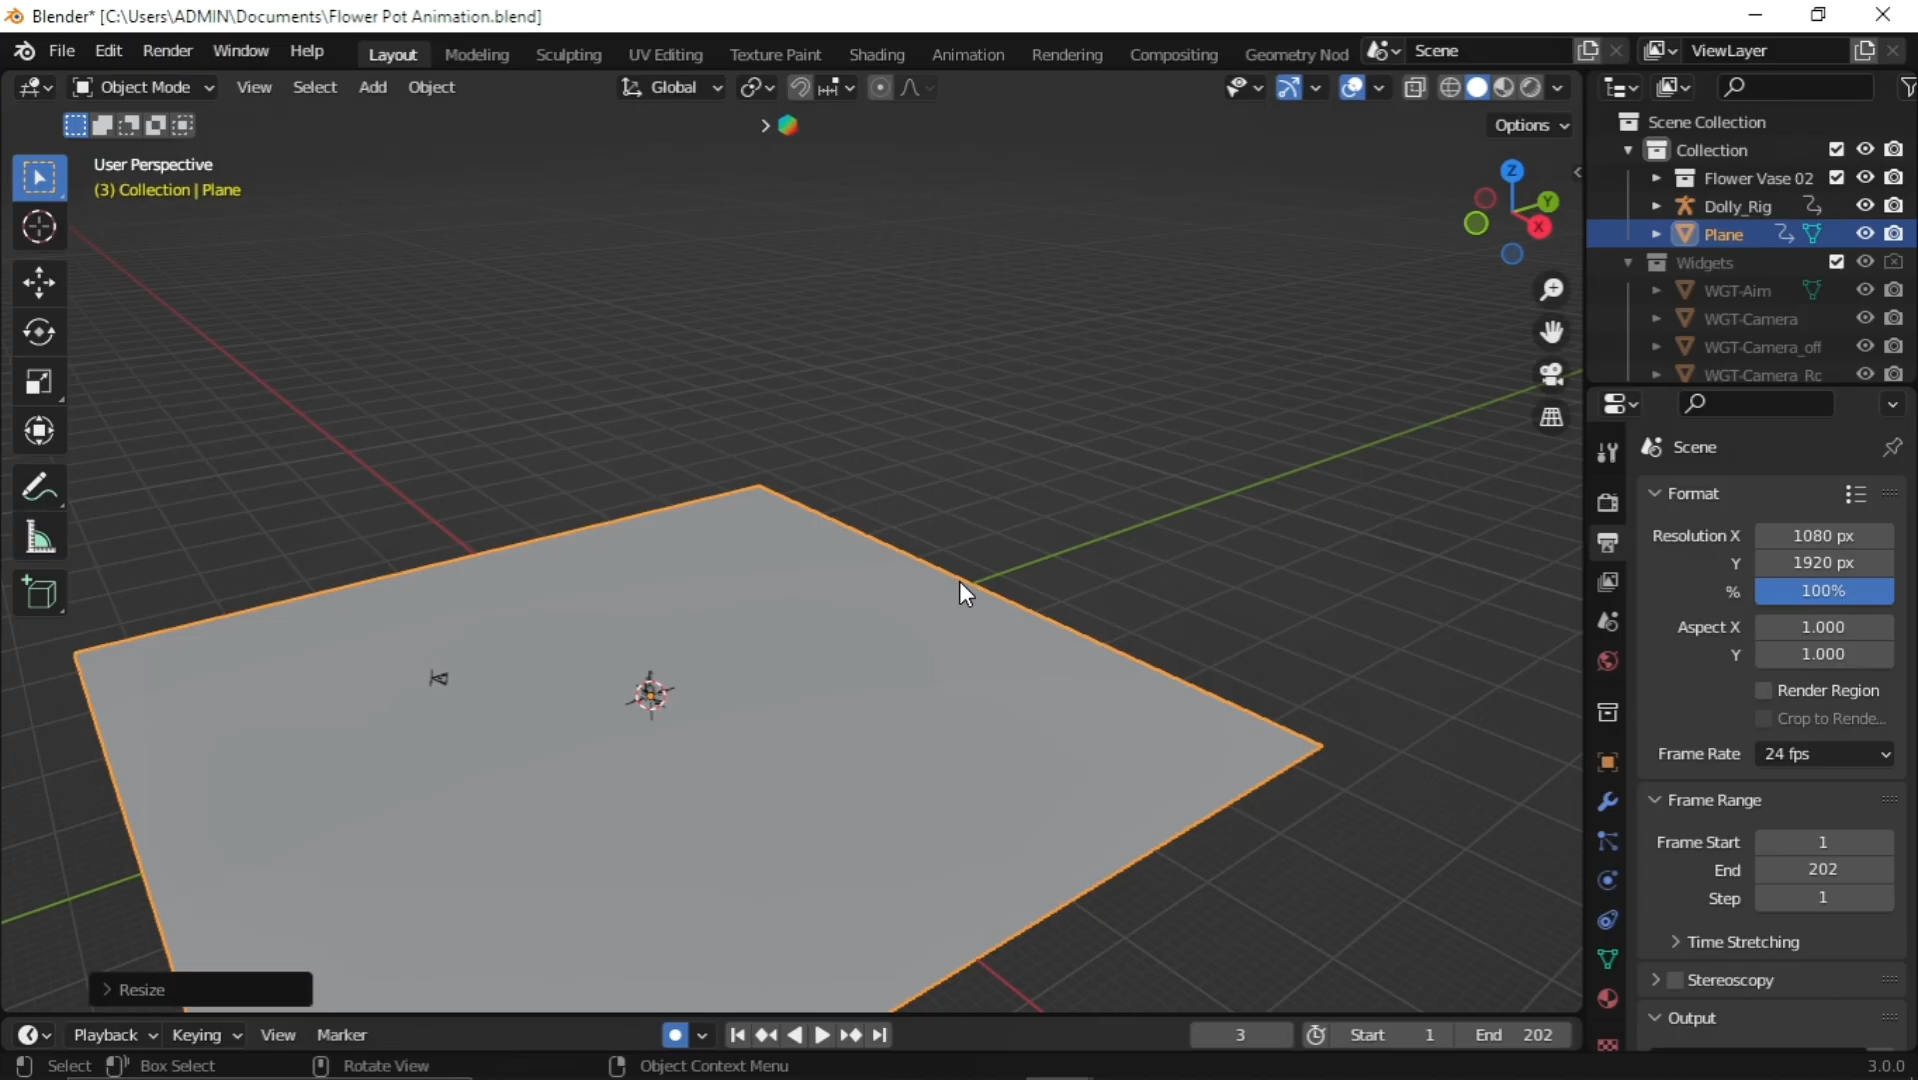 Blender* [C:\Users\ADMIN\Documents\Flower Pot Animation.blend]
File Edit Render Window Help Layout Modeling Sculpting UV Editing Texture Paint Shading Animation Rendering Compositing Geometry Nod Scene ViewLayer
Object Mode View Select Add Object Global
Options
User Perspective
(3) Collection | Plane
Z
Y
X
Scene Collection
Collection
Flower Vase 02
Dolly_Rig
Plane
Widgets
WGT-Aim
WGT-Camera
WGT-Camera_off
WGT-Camera_Rc
Scene
Format
Resolution X 1080 px
Y 1920 px
% 100%
Aspect X 1.000
Y 1.000
Render Region
Crop to Rende...
Frame Rate 24 fps
Frame Range
Frame Start 1
End 202
Step 1
Time Stretching
Stereoscopy
Output
Resize
Playback Keying View Marker 3 Start 1 End 202
Select Box Select Rotate View Object Context Menu 3.0.0